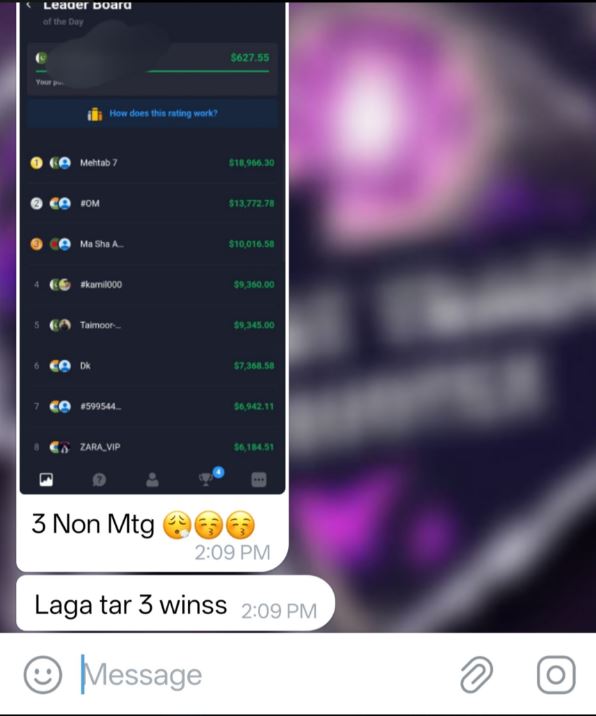 Leader Board
of the Day
$627.55
Your
How does this rating work?
1 Mehtab 7 $18,966.30
2 #OM $13,772.78
3 Ma Sha A... $10,016.58
4 #kamil000 $9,360.00
5 Taimoor-... $9,345.00
6 Dk $7,368.58
7 #599544... $6,942.11
8 ZARA_VIP $6,184.51
4
3 Non Mtg 😮‍💨😚😚
2:09 PM
Laga tar 3 winss 2:09 PM
Message